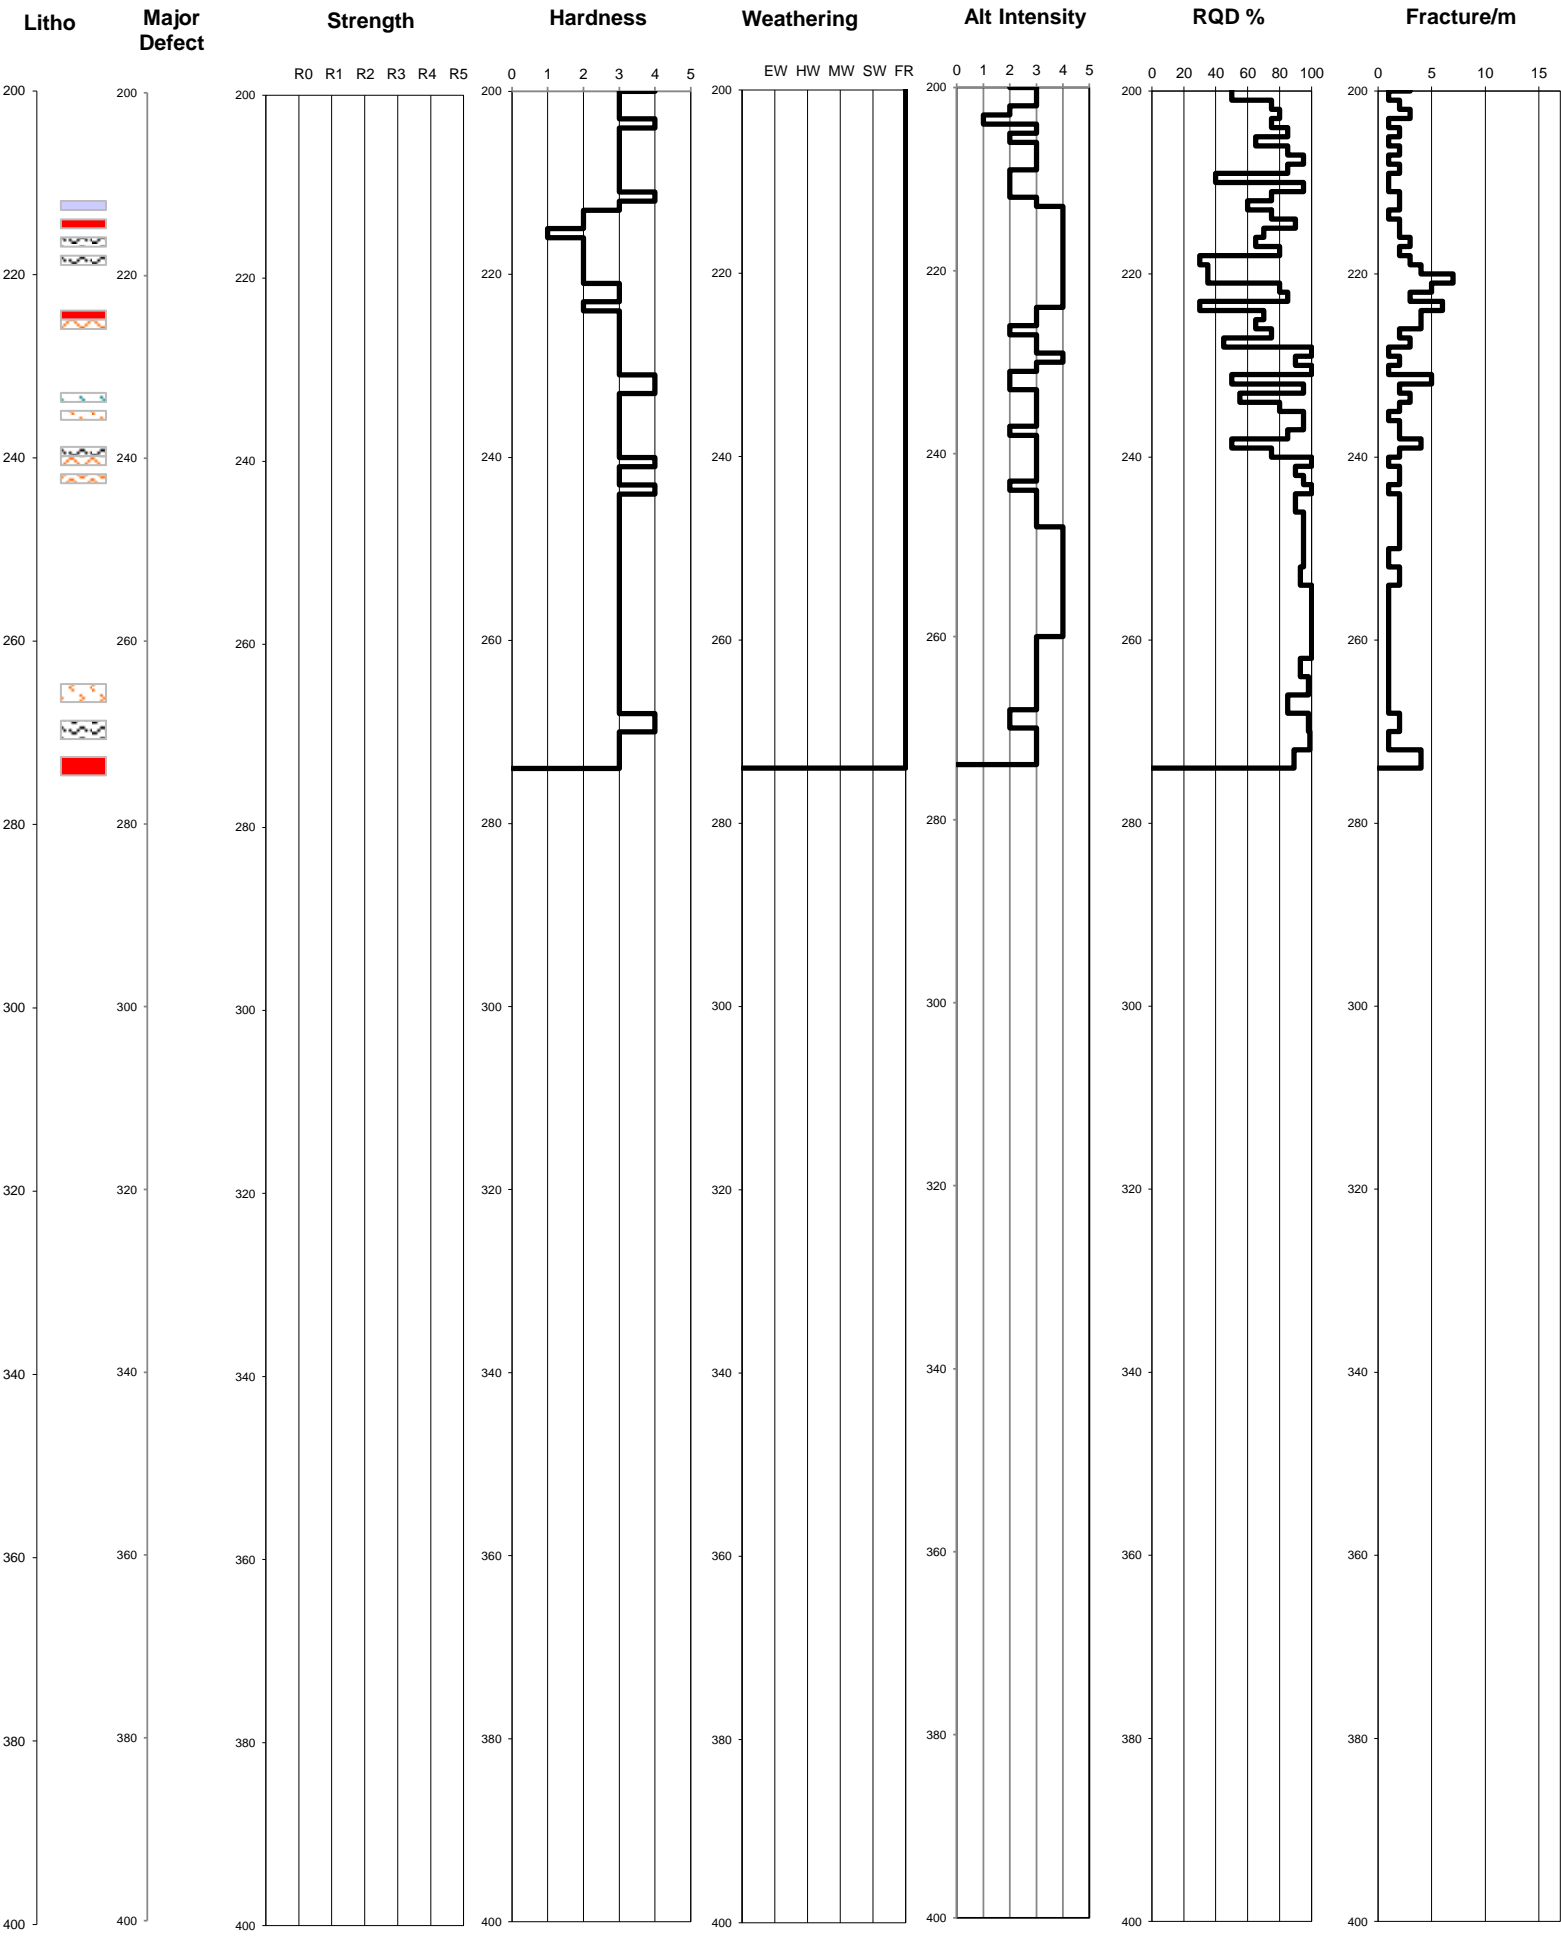 Litho
Major
Defect
Strength
Hardness
Weathering
Alt Intensity
RQD %
Fracture/m
R0 R1 R2 R3 R4 R5
0 1 2 3 4 5
EW HW MW SW FR
0 1 2 3 4 5
0 20 40 60 80 100
0 5 10 15
200 200 200 200 200 200 200 200
220 220 220 220 220 220 220 220
240 240 240 240 240 240 240 240
260 260 260 260 260 260 260 260
280 280 280 280 280 280 280 280
300 300 300 300 300 300 300 300
320 320 320 320 320 320 320 320
340 340 340 340 340 340 340 340
360 360 360 360 360 360 360 360
380 380 380 380 380 380 380 380
400 400 400 400 400 400 400 400